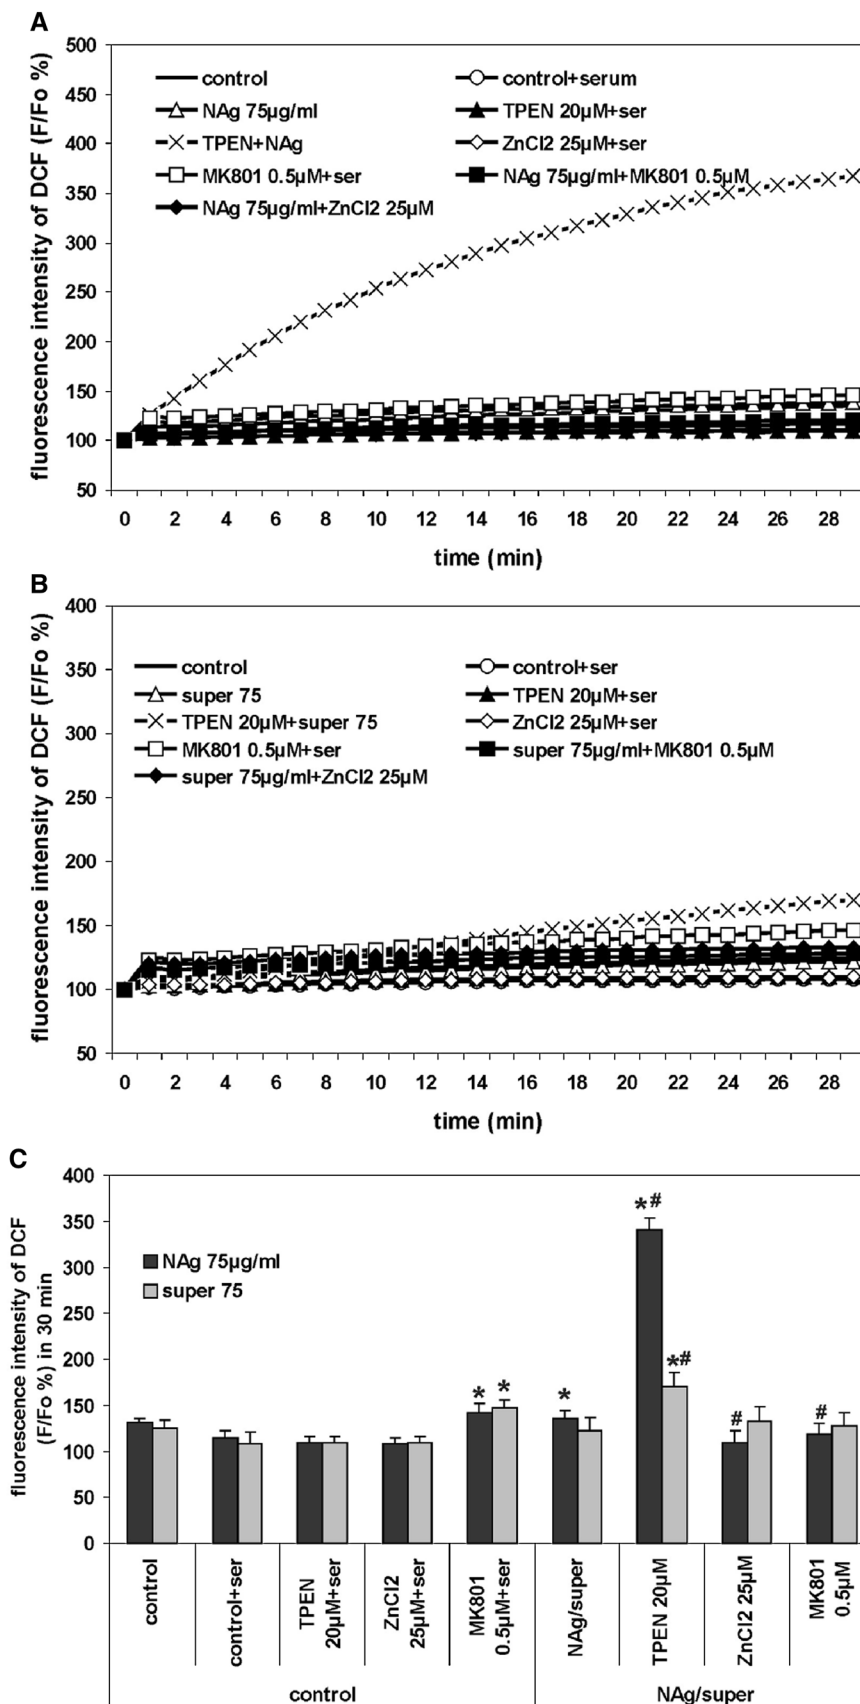 A
fluorescence intensity of DCF (F/Fo %)
500
450
400
350
300
250
200
150
100
50
control
control+serum
NAg 75µg/ml
TPEN 20µM+ser
TPEN+NAg
ZnCl2 25µM+ser
MK801 0.5µM+ser
NAg 75µg/ml+MK801 0.5µM
NAg 75µg/ml+ZnCl2 25µM
0 2 4 6 8 10 12 14 16 18 20 22 24 26 28
time (min)
B
fluorescence intensity of DCF (F/Fo %)
400
350
300
250
200
150
100
50
control
control+ser
super 75
TPEN 20µM+ser
TPEN 20µM+super 75
ZnCl2 25µM+ser
MK801 0.5µM+ser
super 75µg/ml+MK801 0.5µM
super 75µg/ml+ZnCl2 25µM
0 2 4 6 8 10 12 14 16 18 20 22 24 26 28
time (min)
C
fluorescence intensity of DCF
(F/Fo %) in 30 min
400
350
300
250
200
150
100
50
0
NAg 75µg/ml
super 75
*
*
*
*#
*#
#
#
control
control+ser
TPEN
20µM+ser
ZnCl2
25µM+ser
MK801
0.5µM+ser
NAg/super
TPEN 20µM
ZnCl2 25µM
MK801
0.5µM
control
NAg/super